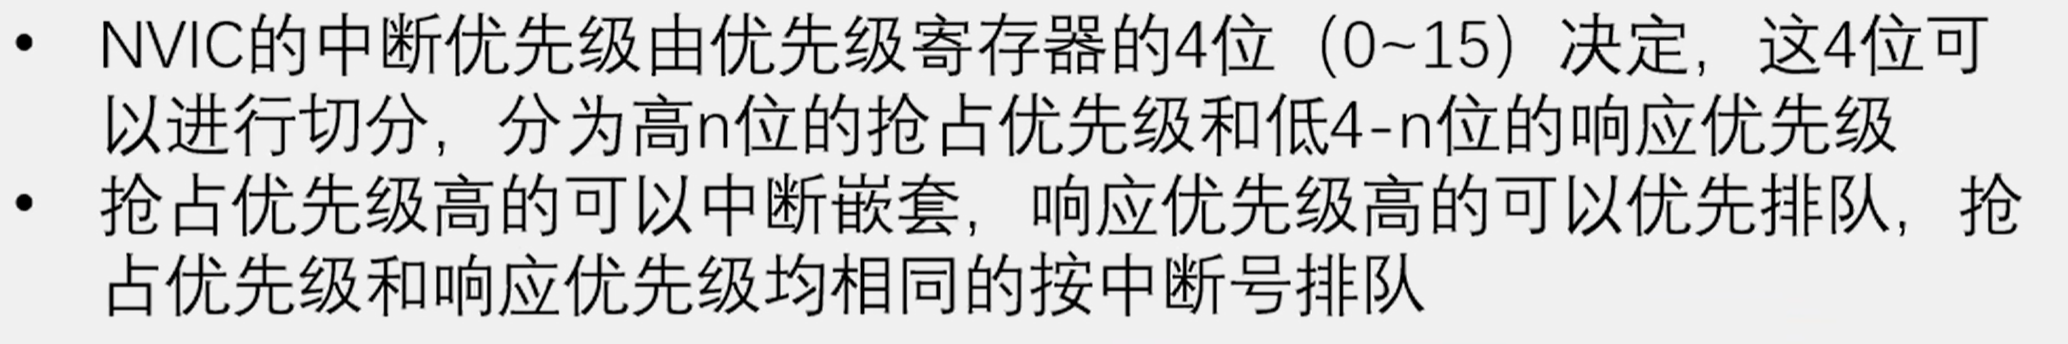 • NVIC的中断优先级由优先级寄存器的4位（0~15）决定，这4位可
以进行切分，分为高n位的抢占优先级和低4-n位的响应优先级
• 抢占优先级高的可以中断嵌套，响应优先级高的可以优先排队，抢
占优先级和响应优先级均相同的按中断号排队